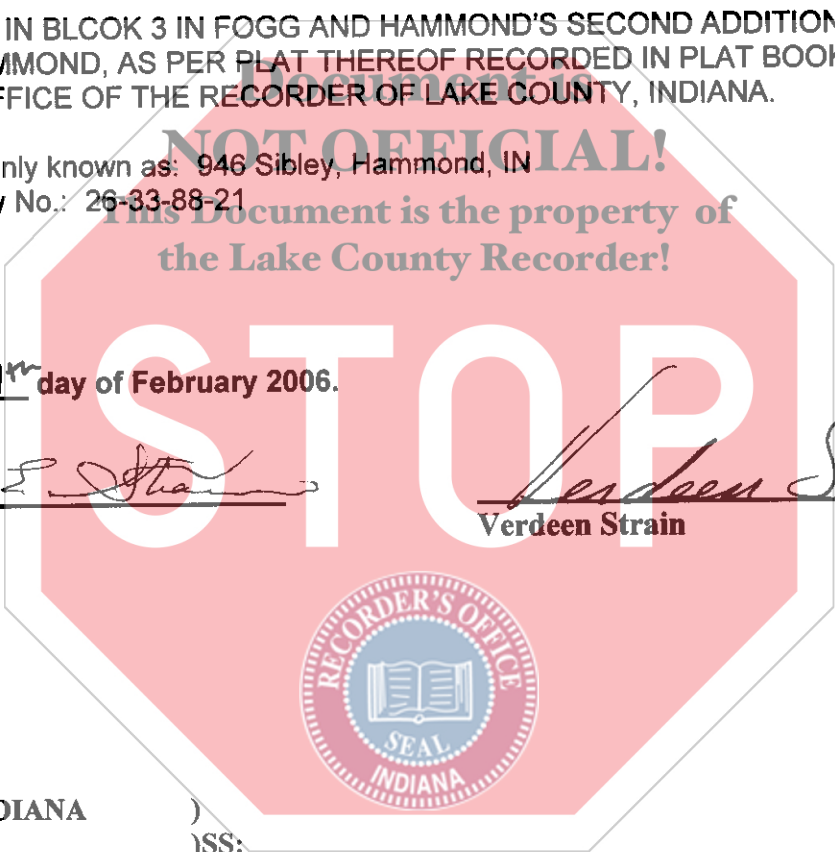 IN BLCOK 3 IN FOGG AND HAMMOND'S SECOND ADDITION
MMOND, AS PER PLAT THEREOF RECORDED IN PLAT BOOK
FFICE OF THE RECORDER OF LAKE COUNTY, INDIANA.
Document is
NOT OFFICIAL!
nly known as: 946 Sibley, Hammond, IN
No.: 26-33-88-21
This Document is the property of
the Lake County Recorder!
STOP
day of February 2006.
Verdeen S
Verdeen Strain
RECORDER'S OFFICE
SEAL
INDIANA
DIANA )
)SS: